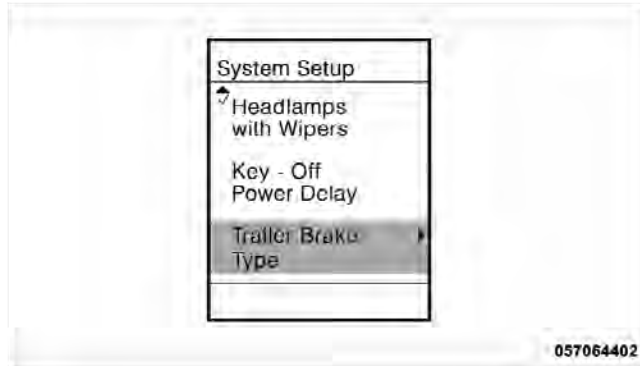 System Setup
Headlamps
with Wipers
Key - Off
Power Delay
Trailer Brake
Type
057064402